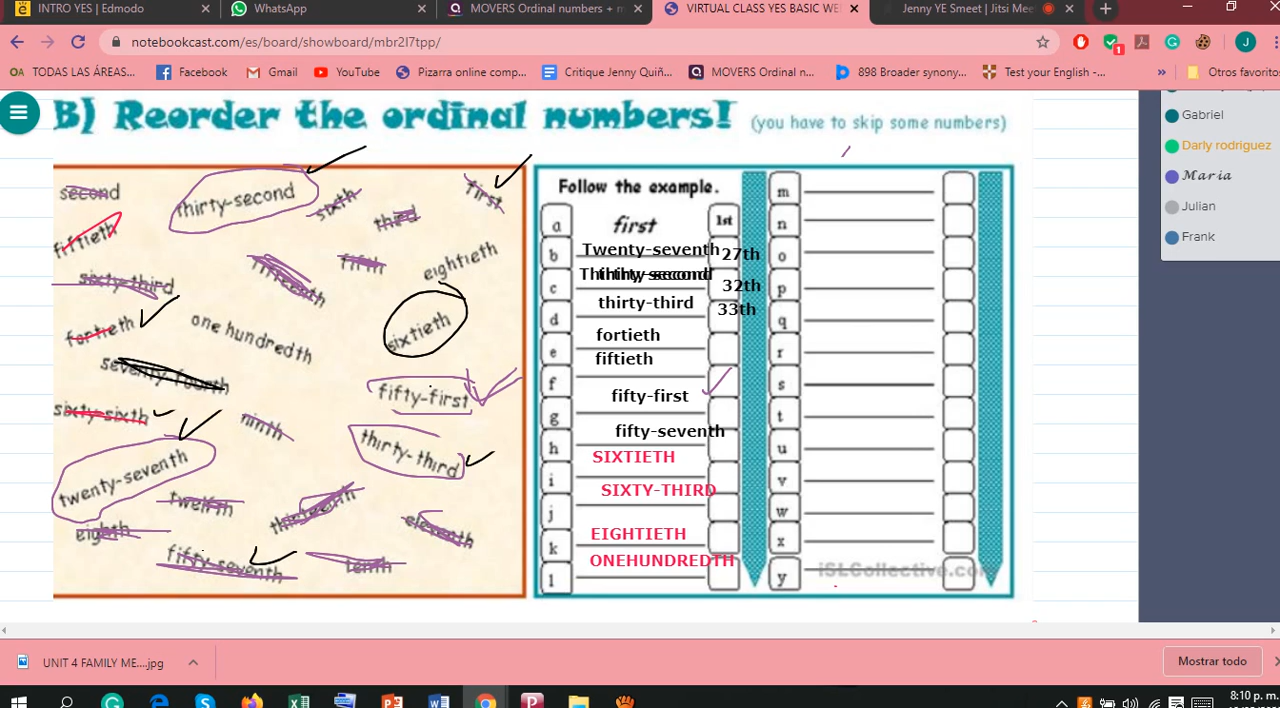 INTRO YES | Edmodo
WhatsApp
MOVERS Ordinal numbers + m
VIRTUAL CLASS YES BASIC WE
Jenny YE Smeet | Jitsi Mee
notebookcast.com/es/board/showboard/mbr2l7tpp/
1
J
OA TODAS LAS ÁREAS...
Facebook
Gmail
YouTube
Pizarra online comp...
Critique Jenny Quiñ...
MOVERS Ordinal n...
898 Broader synony...
Test your English -...
»
Otros favoritos
B) Reorder the ordinal numbers!
(you have to skip some numbers)
second
thirty-second
sixth
first
third
fiftieth
sixty-third
fifteenth
fifth
eightieth
fortieth
one hundredth
sixtieth
seventy-fourth
fifty-first
sixty-sixth
ninth
thirty-third
twenty-seventh
twelfth
thirteenth
eighth
eleventh
fifty-seventh
tenth
Follow the example.
a first 1st
b Twenty-seventh 27th
c thirthy-second 32th
d thirty-third 33th
e fortieth
fiftieth
f fifty-first
g fifty-seventh
h SIXTIETH
i SIXTY-THIRD
j EIGHTIETH
k ONEHUNDREDTH
l
m
n
o
p
q
r
s
t
u
v
w
x
y
iSLCollective.com
Gabriel
Darly rodriguez
Maria
Julian
Frank
UNIT 4 FAMILY ME....jpg
Mostrar todo
8:10 p. m.